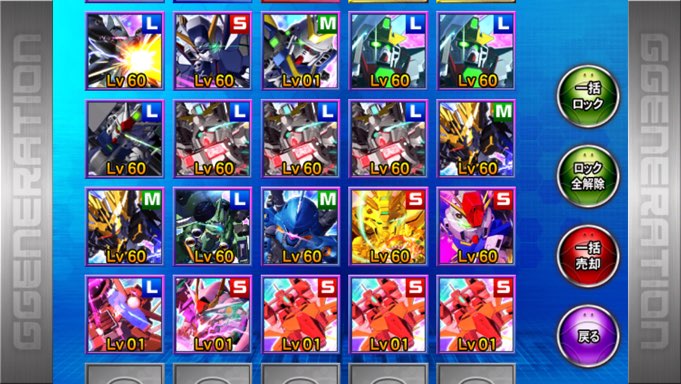 GGENERATION
L S M L L
Lv 60 Lv 60 Lv 01 Lv 60 Lv 60
一括
ロック
L L L L M
Lv 60 Lv 60 Lv 60 Lv 60 Lv 60
ロック
全解除
M L M S S
Lv 60 Lv 60 Lv 60 Lv 60 Lv 60
一括
売却
L S S S S
Lv 01 Lv 01 Lv 01 Lv 01 Lv 01
戻る
GGENERATION